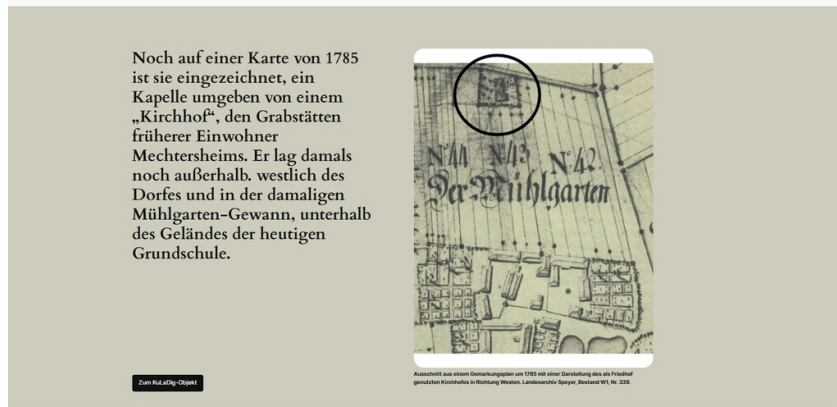 Noch auf einer Karte von 1785
ist sie eingezeichnet, ein
Kapelle umgeben von einem
„Kirchhof“, den Grabstätten
früherer Einwohner
Mechtersheims. Er lag damals
noch außerhalb. westlich des
Dorfes und in der damaligen
Mühlgarten-Gewann, unterhalb
des Geländes der heutigen
Grundschule.
Zum KuLaDig-Objekt
N:44 N:43 N:42
Der Mühlgarten
Ausschnitt aus einem Gemarkungsplan um 1785 mit einer Darstellung des als Friedhof
genutzten Kirchhofes in Richtung Westen. Landesarchiv Speyer, Bestand W1, Nr. 339.